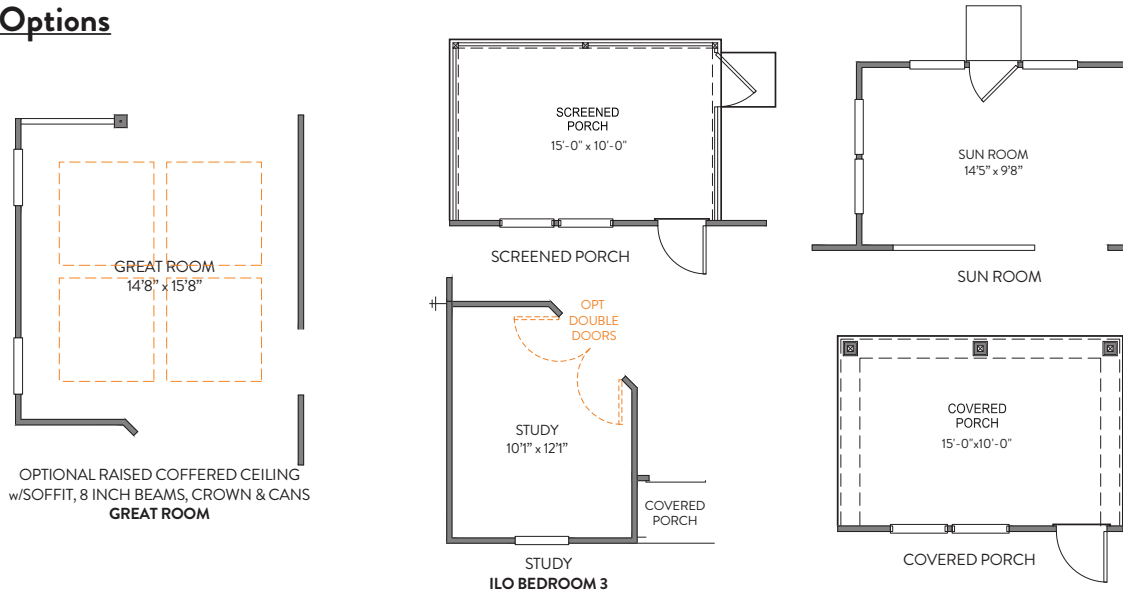 Options
GREAT ROOM
14'8" x 15'8"
OPTIONAL RAISED COFFERED CEILING
w/SOFFIT, 8 INCH BEAMS, CROWN & CANS
GREAT ROOM
SCREENED
PORCH
15'-0" x 10'-0"
SCREENED PORCH
SUN ROOM
14'5" x 9'8"
SUN ROOM
OPT
DOUBLE
DOORS
STUDY
10'1" x 12'1"
COVERED
PORCH
STUDY
ILO BEDROOM 3
COVERED
PORCH
15'-0"x10'-0"
COVERED PORCH